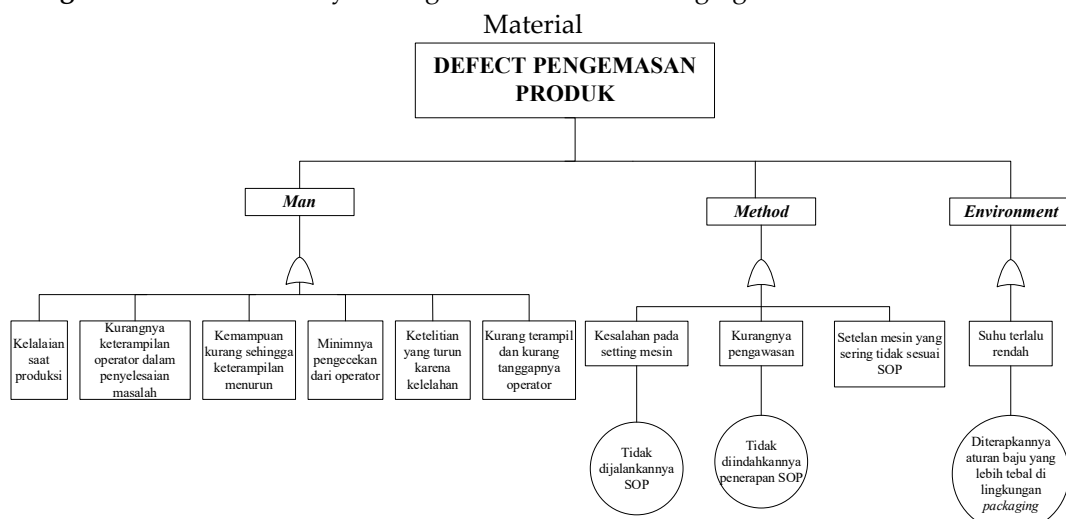 Material
DEFECT PENGEMASAN
PRODUK
Man
Method
Environment
Kelalaian
saat
produksi
Kurangnya
keterampilan
operator dalam
penyelesaian
masalah
Kemampuan
kurang sehingga
keterampilan
menurun
Minimnya
pengecekan
dari operator
Ketelitian
yang turun
karena
kelelahan
Kurang terampil
dan kurang
tanggapnya
operator
Kesalahan pada
setting mesin
Kurangnya
pengawasan
Setelan mesin yang
sering tidak sesuai
SOP
Suhu terlalu
rendah
Tidak
dijalankannya
SOP
Tidak
diindahkannya
penerapan SOP
Diterapkannya
aturan baju yang
lebih tebal di
lingkungan
packaging